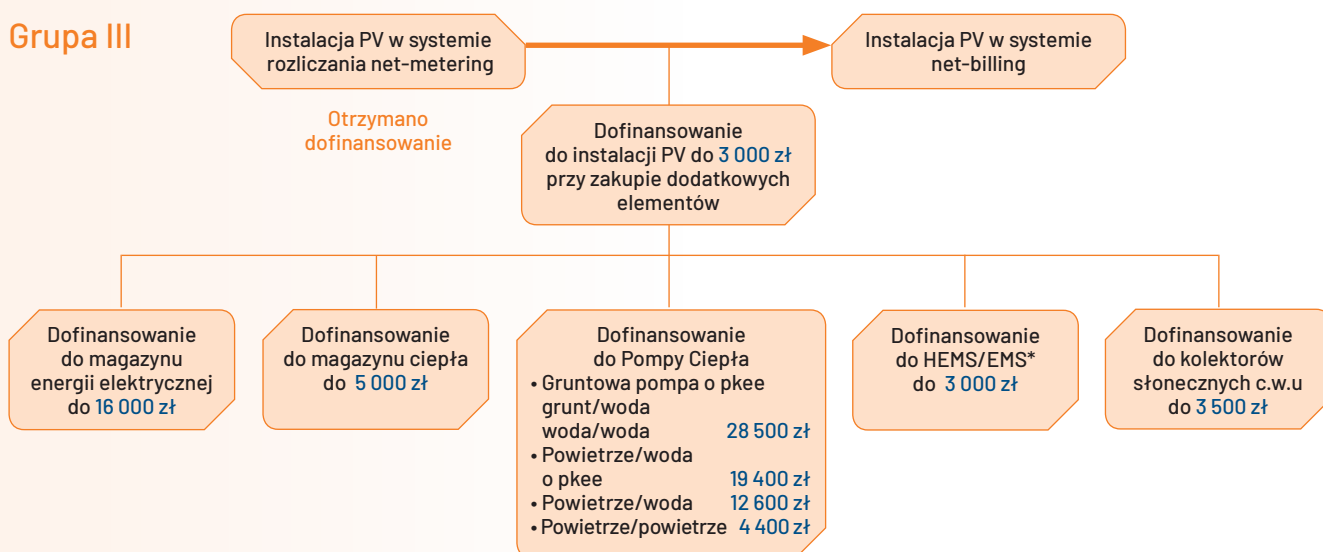 Grupa III
Instalacja PV w systemie
rozliczania net-metering
Instalacja PV w systemie
net-billing
Otrzymano
dofinansowanie
Dofinansowanie
do instalacji PV do 3 000 zł
przy zakupie dodatkowych
elementów
Dofinansowanie
do magazynu
energii elektrycznej
do 16 000 zł
Dofinansowanie
do magazynu ciepła
do 5 000 zł
Dofinansowanie
do Pompy Ciepła
• Gruntowa pompa o pkee
grunt/woda
woda/woda 28 500 zł
• Powietrze/woda
o pkee 19 400 zł
• Powietrze/woda 12 600 zł
• Powietrze/powietrze 4 400 zł
Dofinansowanie
do HEMS/EMS*
do 3 000 zł
Dofinansowanie
do kolektorów
słonecznych c.w.u
do 3 500 zł